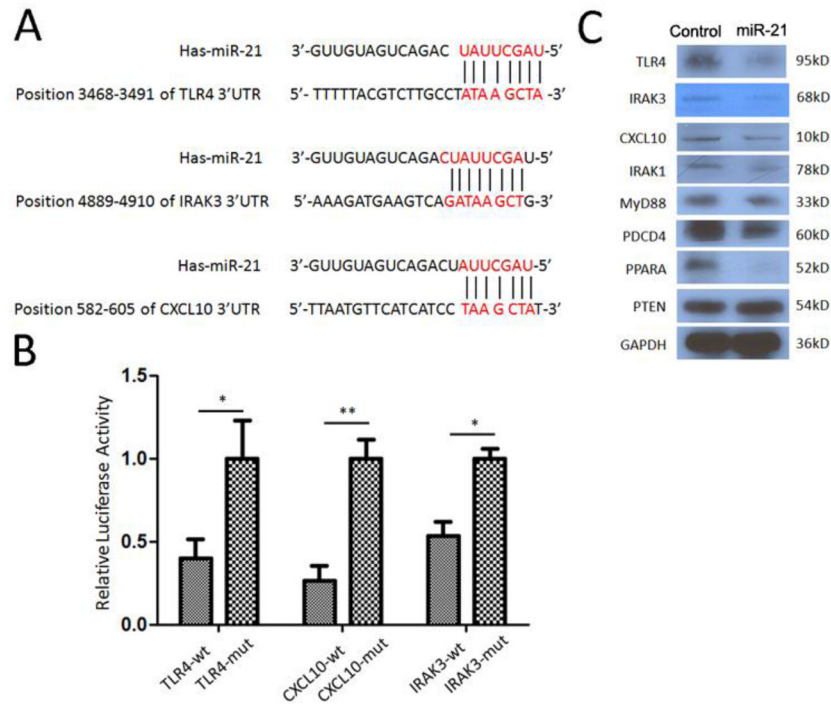 A
Has-miR-21 3’-GUUGUAGUCAGAC UAUUCGAU-5’
Position 3468-3491 of TLR4 3’UTR 5’- TTTTTACGTCTTGCCTATAA GCTA -3’
Has-miR-21 3’-GUUGUAGUCAGACUAUUCGAU-5’
Position 4889-4910 of IRAK3 3’UTR 5’-AAAGATGAAGTCAGATAAGCTG-3’
Has-miR-21 3’-GUUGUAGUCAGACUAUUCGAU-5’
Position 582-605 of CXCL10 3’UTR 5’-TTAATGTTCATCATCC TAA G CTAT-3’
B
Relative Luciferase Activity
1.5
1.0
0.5
0.0
*
**
*
TLR4-wt
TLR4-mut
CXCL10-wt
CXCL10-mut
IRAK3-wt
IRAK3-mut
C
Control miR-21
TLR4 95kD
IRAK3 68kD
CXCL10 10kD
IRAK1 78kD
MyD88 33kD
PDCD4 60kD
PPARA 52kD
PTEN 54kD
GAPDH 36kD